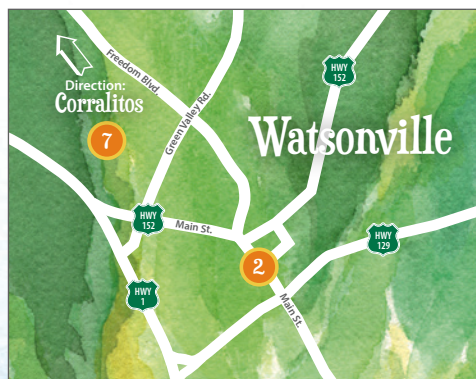 Freedom Blvd.
Direction:
Corralitos
Green Valley Rd.
HWY
152
Watsonville
7
HWY
152
Main St.
HWY
129
2
HWY
1
Main St.